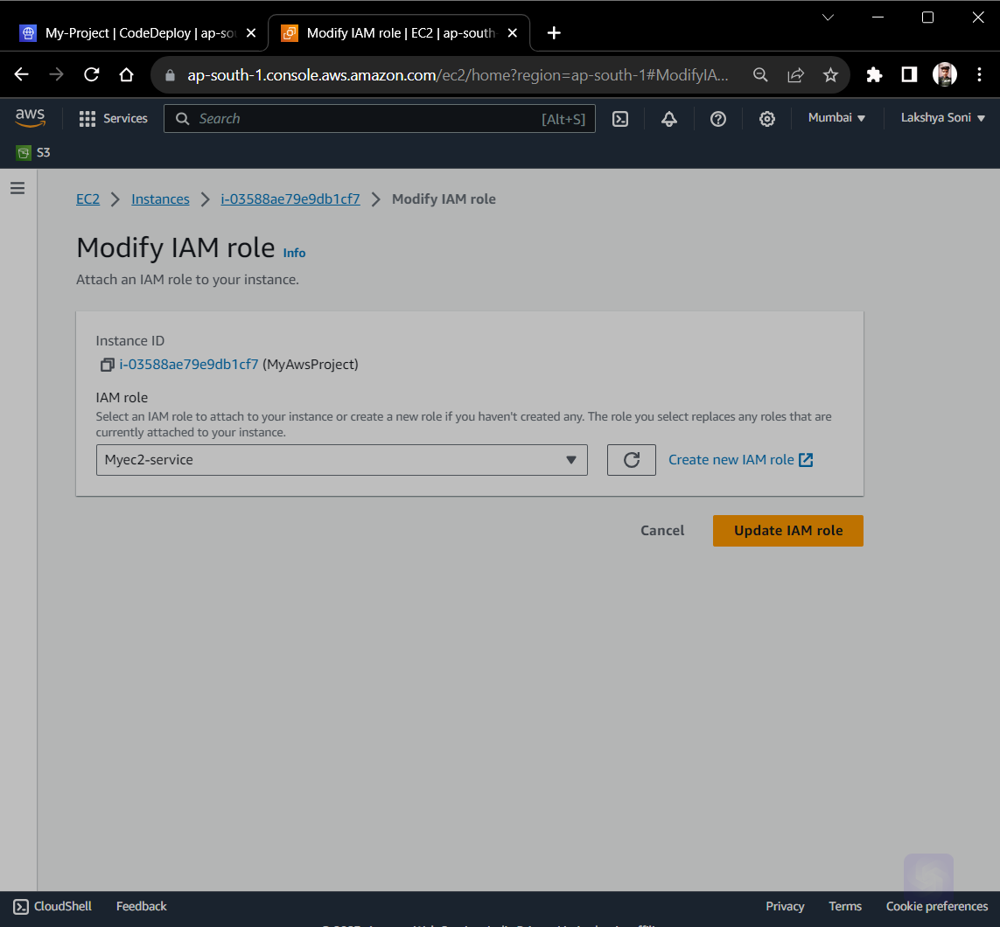 My-Project | CodeDeploy | ap-so
Modify IAM role | EC2 | ap-south-
ap-south-1.console.aws.amazon.com/ec2/home?region=ap-south-1#ModifyIA...
aws
Services
Search
[Alt+S]
Mumbai
Lakshya Soni
S3
EC2
Instances
i-03588ae79e9db1cf7
Modify IAM role
Modify IAM role Info
Attach an IAM role to your instance.
Instance ID
i-03588ae79e9db1cf7 (MyAwsProject)
IAM role
Select an IAM role to attach to your instance or create a new role if you haven't created any. The role you select replaces any roles that are
currently attached to your instance.
Myec2-service
Create new IAM role
Cancel
Update IAM role
CloudShell
Feedback
Privacy
Terms
Cookie preferences